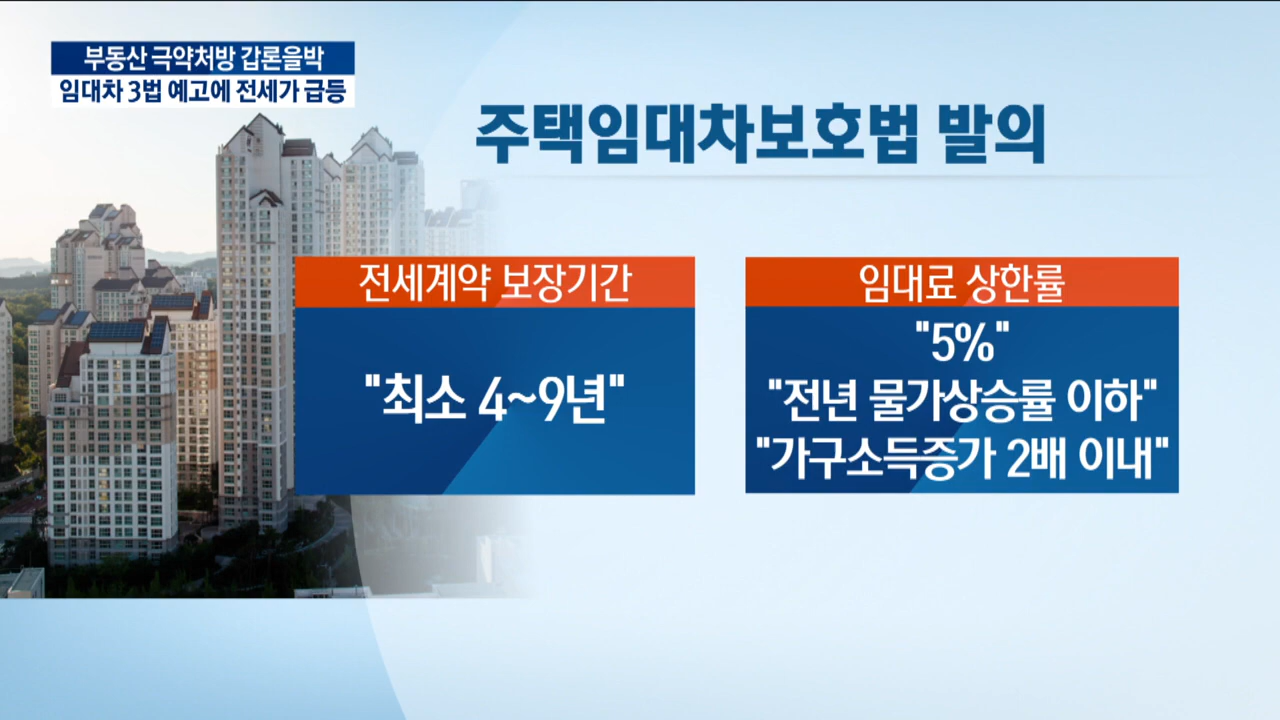 부동산 극약처방 갑론을박
임대차 3법 예고에 전세가 급등
주택임대차보호법 발의
전세계약 보장기간
"최소 4~9년"
임대료 상한률
"5%"
"전년 물가상승률 이하"
"가구소득증가 2배 이내"